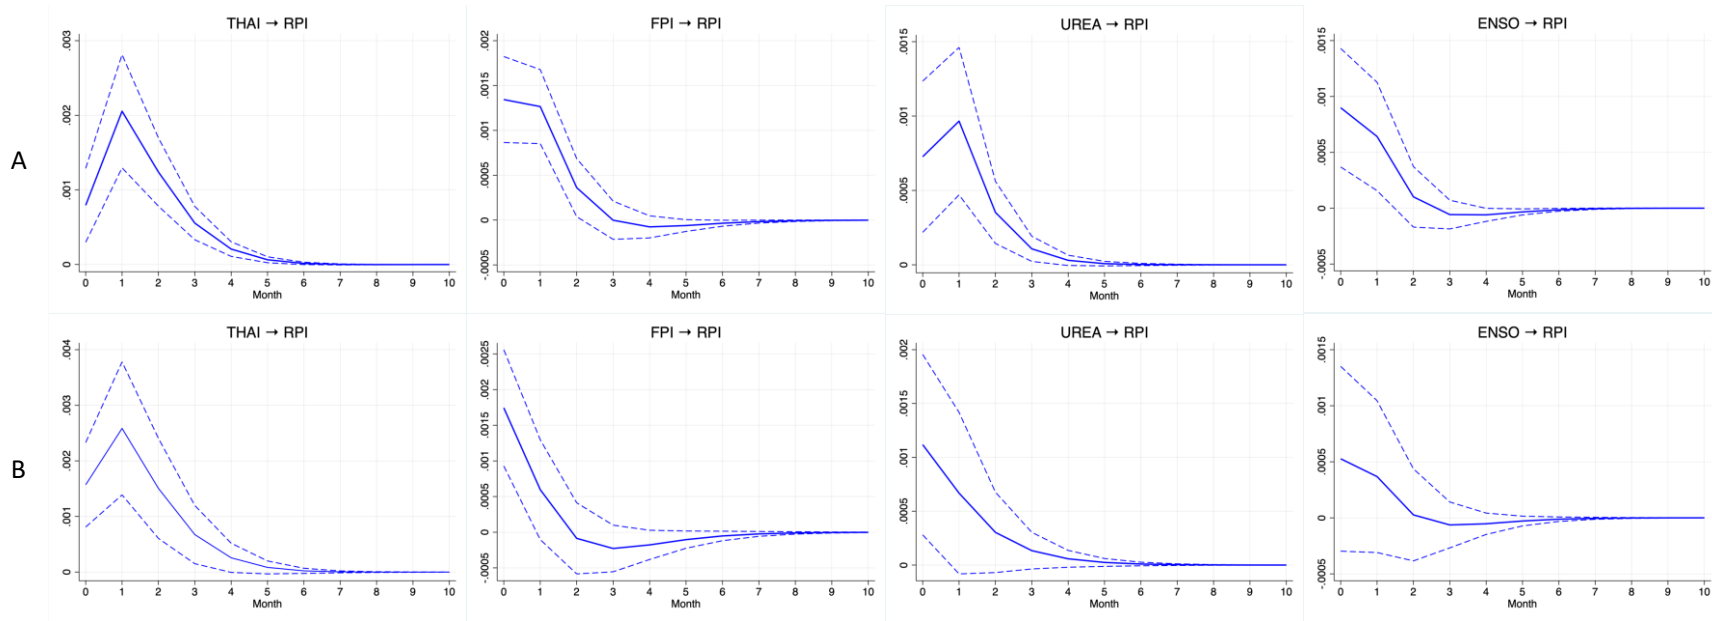 THAI → RPI
.003
.002
.001
0
0 1 2 3 4 5 6 7 8 9 10
Month
FPI → RPI
.002
.0015
.001
.0005
0
-.0005
0 1 2 3 4 5 6 7 8 9 10
Month
UREA → RPI
.0015
.001
.0005
0
0 1 2 3 4 5 6 7 8 9 10
Month
ENSO → RPI
.0015
.001
.0005
0
-.0005
0 1 2 3 4 5 6 7 8 9 10
Month
A
THAI → RPI
.004
.003
.002
.001
0
0 1 2 3 4 5 6 7 8 9 10
Month
FPI → RPI
.0025
.002
.0015
.001
.0005
0
-.0005
0 1 2 3 4 5 6 7 8 9 10
Month
UREA → RPI
.002
.0015
.001
.0005
0
0 1 2 3 4 5 6 7 8 9 10
Month
ENSO → RPI
.0015
.001
.0005
0
-.0005
0 1 2 3 4 5 6 7 8 9 10
Month
B